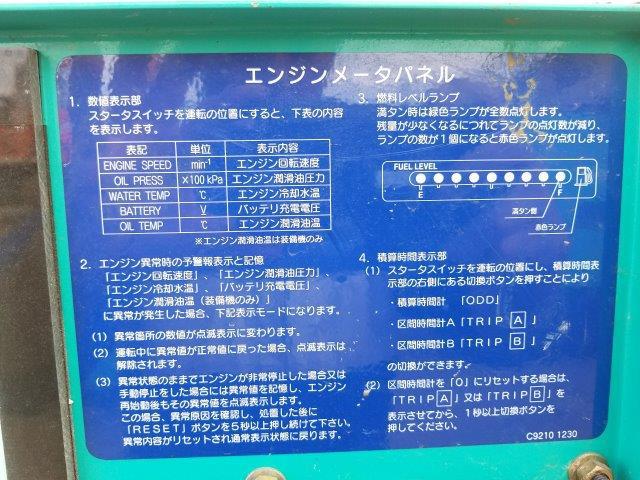 エンジンメータパネル
1. 数値表示部
スタータスイッチを運転の位置にすると、下表の内容
を表示します。
表記 単位 表示内容
ENGINE SPEED min⁻¹ エンジン回転速度
OIL PRESS ×100 kPa エンジン潤滑油圧力
WATER TEMP ℃ エンジン冷却水温
BATTERY V バッテリ充電電圧
OIL TEMP ℃ エンジン潤滑油温
※エンジン潤滑油温は装備機のみ
2. エンジン異常時の予警報表示と記憶
「エンジン回転速度」、「エンジン潤滑油圧力」、
「エンジン冷却水温」、「バッテリ充電電圧」、
「エンジン潤滑油温（装備機のみ）」
に異常が発生した場合、下記表示モードになります。
(1) 異常箇所の数値が点滅表示に変わります。
(2) 運転中に異常値が正常値に戻った場合、点滅表示は
解除されます。
(3) 異常状態のままでエンジンが非常停止した場合又は
手動停止をした場合には異常値を記憶し、エンジン
再始動後もその異常値を点滅表示します。
この場合、異常原因を確認し、処置した後に
「RESET」ボタンを5秒以上押し続けて下さい。
異常内容がリセットされ通常表示状態に戻ります。
3. 燃料レベルランプ
満タン時は緑色ランプが全数点灯します。
残量が少なくなるにつれてランプの点灯数が減り、
ランプの数が1個になると赤色ランプが点灯します。
FUEL LEVEL
E F
満タン側
赤色ランプ
4. 積算時間表示部
(1) スタータスイッチを運転の位置にし、積算時間表
示部の右側にある切換ボタンを押すことにより
・積算時間計 「ODD」
・区間時間計A「TRIP A」
・区間時間計B「TRIP B」
の切換ができます。
(2) 区間時間計を「0」にリセットする場合は、
「TRIP A」又は「TRIP B」を
表示させてから、1秒以上切換ボタンを
押してください。
C9210 1230